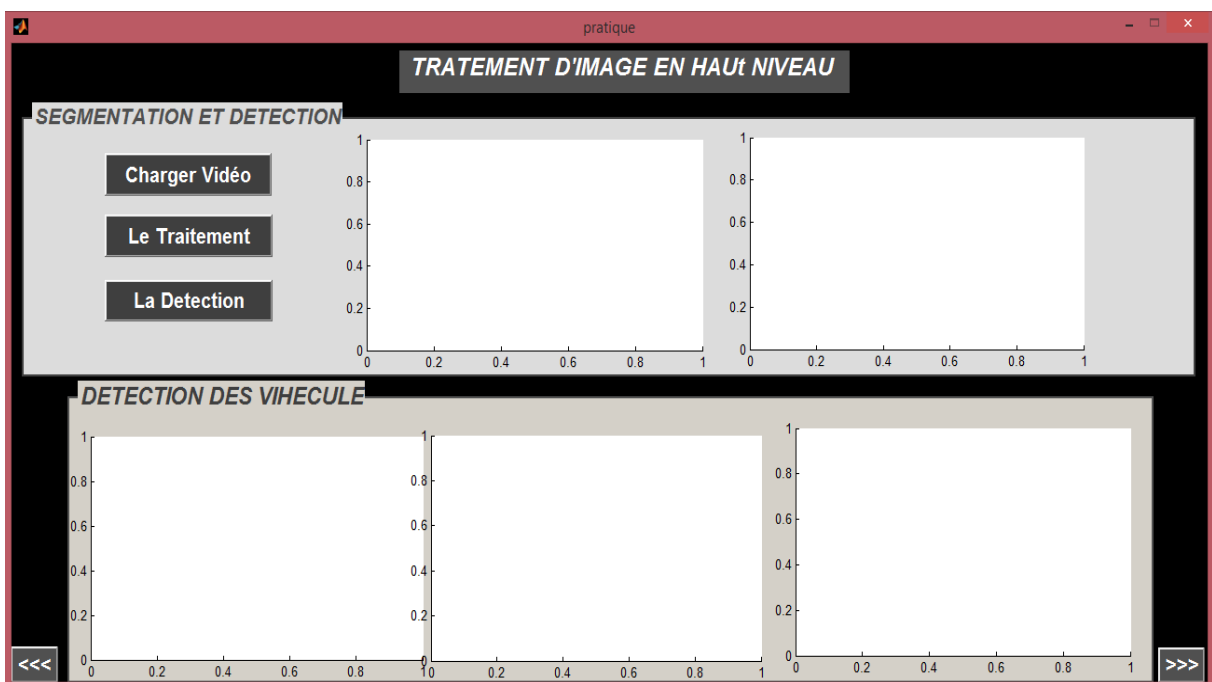 pratique
TRATEMENT D'IMAGE EN HAUt NIVEAU
SEGMENTATION ET DETECTION
Charger Vidéo
Le Traitement
La Detection
1
0.8
0.6
0.4
0.2
0
0 0.2 0.4 0.6 0.8 1
1
0.8
0.6
0.4
0.2
0
0 0.2 0.4 0.6 0.8 1
DETECTION DES VIHECULE
1
0.8
0.6
0.4
0.2
0
0 0.2 0.4 0.6 0.8 1
1
0.8
0.6
0.4
0.2
0
0 0.2 0.4 0.6 0.8 1
1
0.8
0.6
0.4
0.2
0
0 0.2 0.4 0.6 0.8 1
<<<
>>>